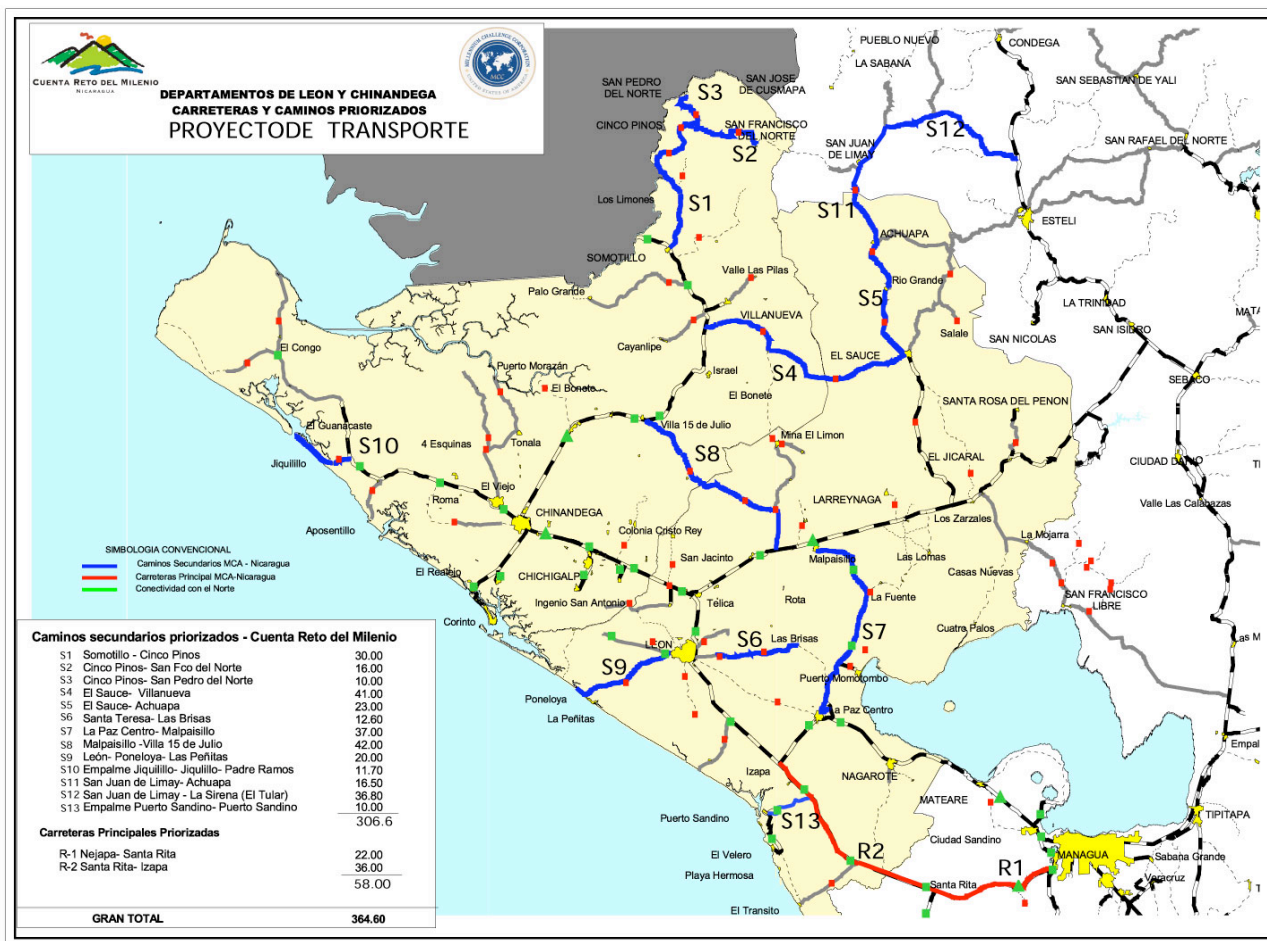 CUENTA RETO DEL MILENIO
NICARAGUA
MILLENNIUM CHALLENGE CORPORATION
MCC
UNITED STATES OF AMERICA
DEPARTAMENTOS DE LEON Y CHINANDEGA
CARRETERAS Y CAMINOS PRIORIZADOS
PROYECTODE TRANSPORTE
PUEBLO NUEVO
CONDEGA
LA SABANA
SAN SEBASTIAN DE YALI
SAN PEDRO
DEL NORTE
S3
SAN JOSE
DE CUSMAPA
CINCO PINOS
SAN FRANCISCO
DEL NORTE
S2
S12
SAN JUAN
DE LIMAY
SAN RAFAEL DEL NORTE
Los Limones
S1
S11
ESTELI
ACHUAPA
SOMOTILLO
Valle Las Pilas
Rio Grande
Palo Grande
S5
LA TRINIDAD
VILLANUEVA
Salale
SAN NICOLAS
SAN ISIDRO
MATA
El Congo
Cayanlipe
EL SAUCE
S4
Puerto Morazán
Israel
SEBACO
El Bonete
El Bonete
SANTA ROSA DEL PENON
El Guanacaste
Villa 15 de Julio
S10
4 Esquinas
Tonala
Mina El Limon
S8
Jiquilillo
EL JICARAL
CIUDAD DARIO
El Viejo
Roma
LARREYNAGA
Valle Las Calabazas
CHINANDEGA
Los Zarzales
Aposentillo
Colonia Cristo Rey
La Mojarra
SIMBOLOGIA CONVENCIONAL
Caminos Secundarios MCA - Nicaragua
Carreteras Principal MCA-Nicaragua
Conectividad con el Norte
San Jacinto
Malpaisillo
Las Lomas
El Realejo
CHICHIGALP
Casas Nuevas
La Fuente
SAN FRANCISCO
LIBRE
Ingenio San Antonio
Telica
Rota
Corinto
Cuatro Palos
LEON
S6
Las Brisas
S7
as M
S9
Puerto Momotombo
Poneloya
La Peñitas
La Paz Centro
Empal
Izapa
NAGAROTE
MATEARE
TIPITAPA
Puerto Sandino
S13
Ciudad Sandino
El Velero
R2
MANAGUA
Sabana Grande
Playa Hermosa
R1
Santa Rita
Veracruz
El Transito
Caminos secundarios priorizados - Cuenta Reto del Milenio
S1 Somotillo - Cinco Pinos 30.00
S2 Cinco Pinos- San Fco del Norte 16.00
S3 Cinco Pinos- San Pedro del Norte 10.00
S4 El Sauce- Villanueva 41.00
S5 El Sauce- Achuapa 23.00
S6 Santa Teresa- Las Brisas 12.60
S7 La Paz Centro- Malpaisillo 37.00
S8 Malpaisillo -Villa 15 de Julio 42.00
S9 León- Poneloya- Las Peñitas 20.00
S10 Empalme Jiquilillo- Jiqulillo- Padre Ramos 11.70
S11 San Juan de Limay- Achuapa 16.50
S12 San Juan de Limay - La Sirena (El Tular) 36.80
S13 Empalme Puerto Sandino- Puerto Sandino 10.00
306.6
Carreteras Principales Priorizadas
R-1 Nejapa- Santa Rita 22.00
R-2 Santa Rita- Izapa 36.00
58.00
GRAN TOTAL 364.60